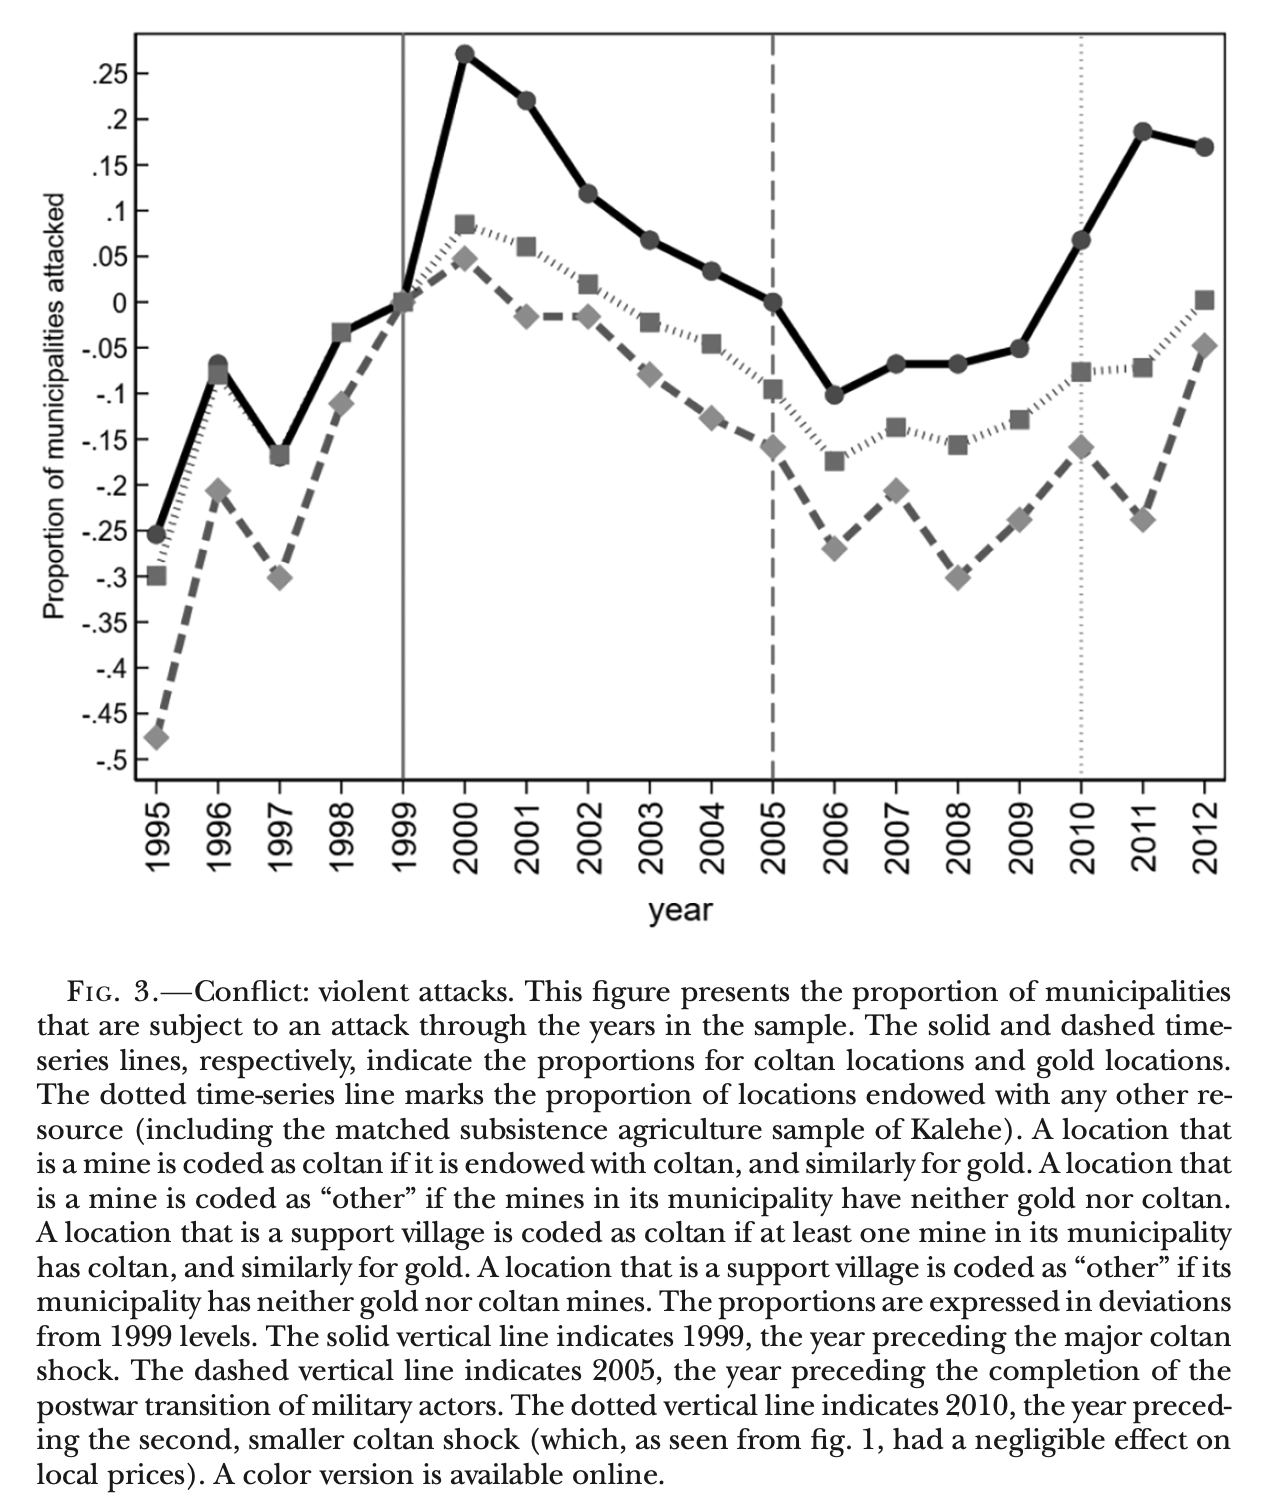 .25
.2
.15
.1
.05
0
-.05
-.1
-.15
-.2
-.25
-.3
-.35
-.4
-.45
-.5
Proportion of municipalities attacked
1995 1996 1997 1998 1999 2000 2001 2002 2003 2004 2005 2006 2007 2008 2009 2010 2011 2012
year
FIG. 3.—Conflict: violent attacks. This figure presents the proportion of municipalities
that are subject to an attack through the years in the sample. The solid and dashed time-
series lines, respectively, indicate the proportions for coltan locations and gold locations.
The dotted time-series line marks the proportion of locations endowed with any other re-
source (including the matched subsistence agriculture sample of Kalehe). A location that
is a mine is coded as coltan if it is endowed with coltan, and similarly for gold. A location that
is a mine is coded as “other” if the mines in its municipality have neither gold nor coltan.
A location that is a support village is coded as coltan if at least one mine in its municipality
has coltan, and similarly for gold. A location that is a support village is coded as “other” if its
municipality has neither gold nor coltan mines. The proportions are expressed in deviations
from 1999 levels. The solid vertical line indicates 1999, the year preceding the major coltan
shock. The dashed vertical line indicates 2005, the year preceding the completion of the
postwar transition of military actors. The dotted vertical line indicates 2010, the year preced-
ing the second, smaller coltan shock (which, as seen from fig. 1, had a negligible effect on
local prices). A color version is available online.